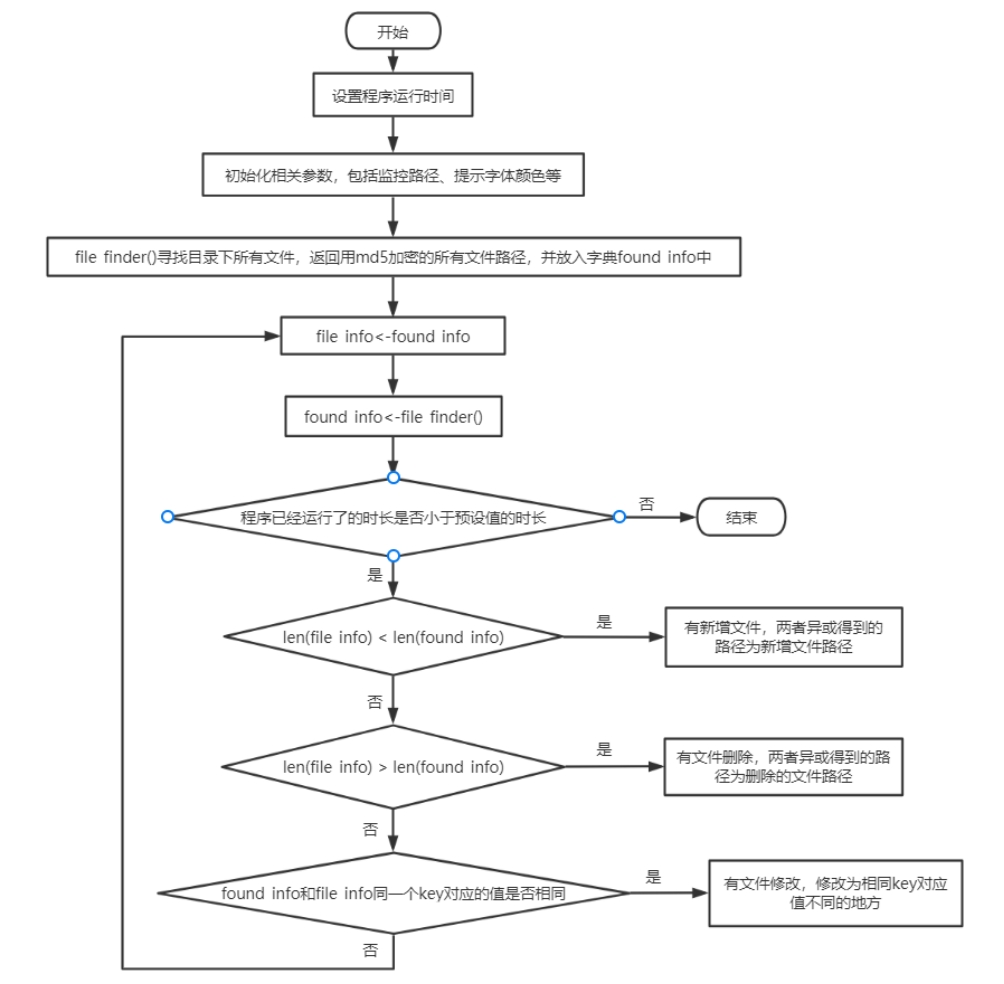 开始
设置程序运行时间
初始化相关参数，包括监控路径、提示字体颜色等
file finder()寻找目录下所有文件，返回用md5加密的所有文件路径，并放入字典found info中
file info<-found info
found info<-file finder()
程序已经运行了的时长是否小于预设值的时长
否
结束
是
len(file info) < len(found info)
是
有新增文件，两者异或得到的
路径为新增文件路径
否
len(file info) > len(found info)
是
有文件删除，两者异或得到的路
径为删除的文件路径
否
found info和file info同一个key对应的值是否相同
是
有文件修改，修改为相同key对应
值不同的地方
否